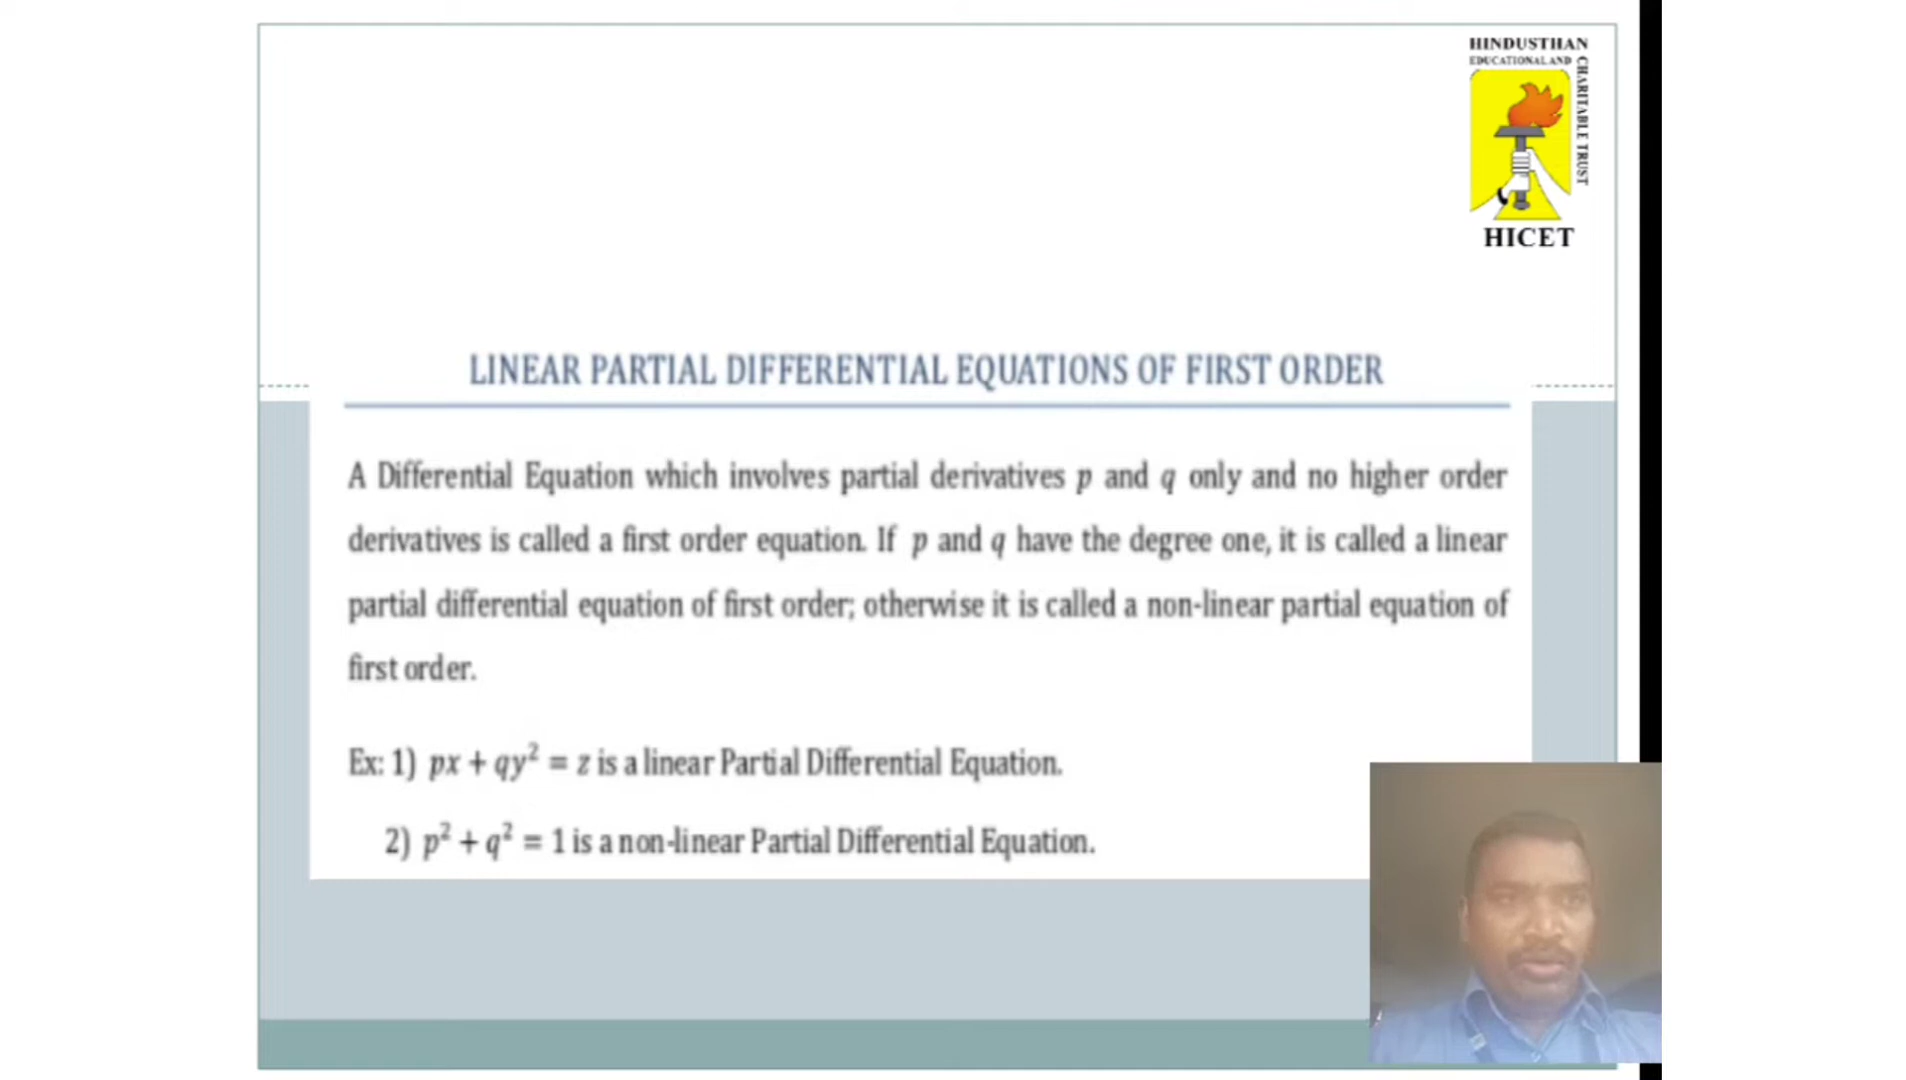 HINDUSTHAN
EDUCATIONAL AND
CHARITABLE TRUST
HICET
LINEAR PARTIAL DIFFERENTIAL EQUATIONS OF FIRST ORDER
A Differential Equation which involves partial derivatives p and q only and no higher order
derivatives is called a first order equation. If p and q have the degree one, it is called a linear
partial differential equation of first order; otherwise it is called a non-linear partial equation of
first order.
Ex: 1) px + qy² = z is a linear Partial Differential Equation.
2) p² + q² = 1 is a non-linear Partial Differential Equation.